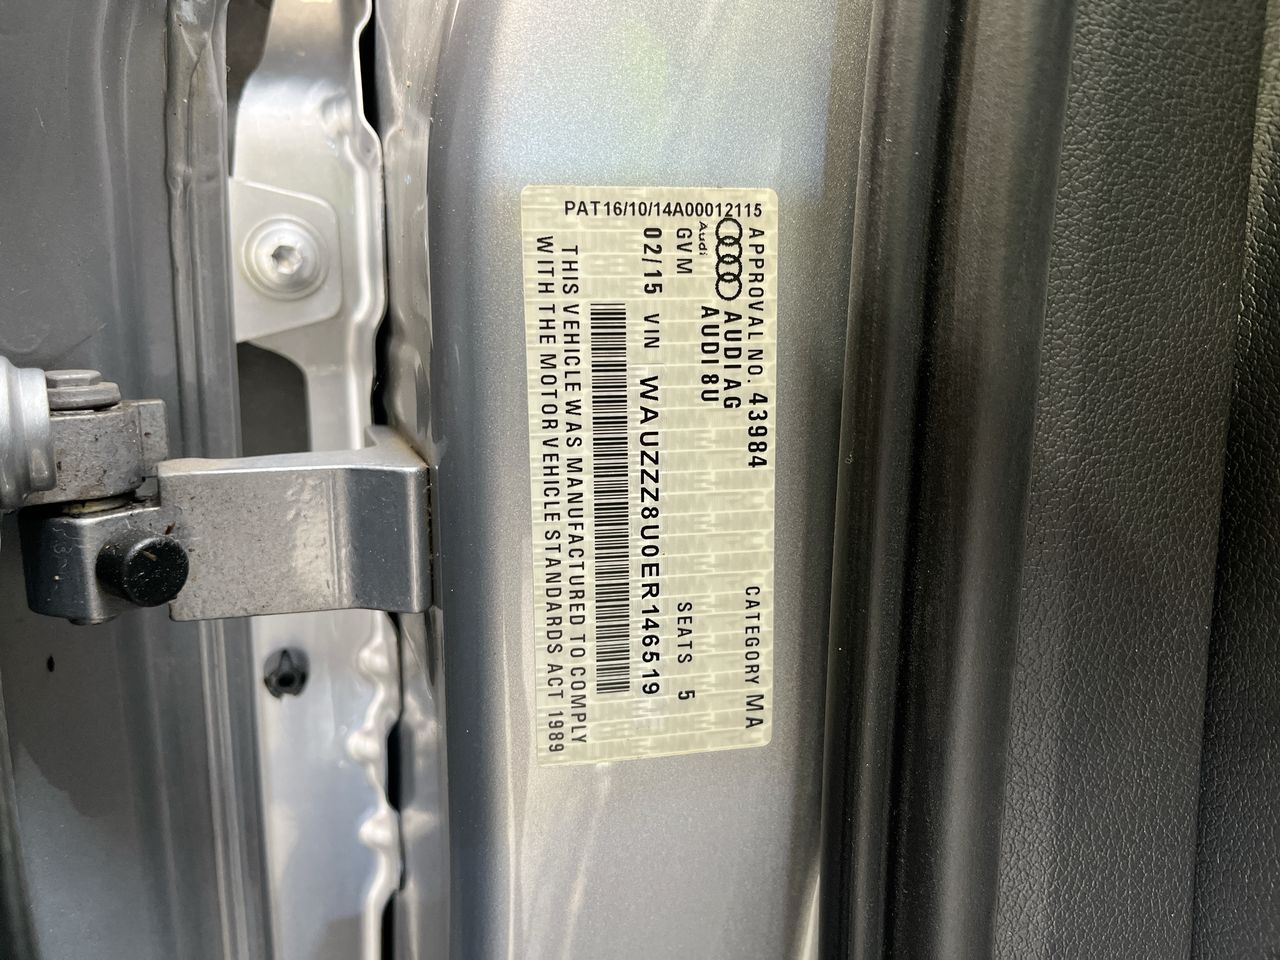 PAT16/10/14A00012115
APPROVAL NO. 43984 CATEGORY MA
Audi AUDI AG
AUDI 8U
GVM SEATS 5
02/15 VIN WAUZZZ8U0ER146519
THIS VEHICLE WAS MANUFACTURED TO COMPLY
WITH THE MOTOR VEHICLE STANDARDS ACT 1989